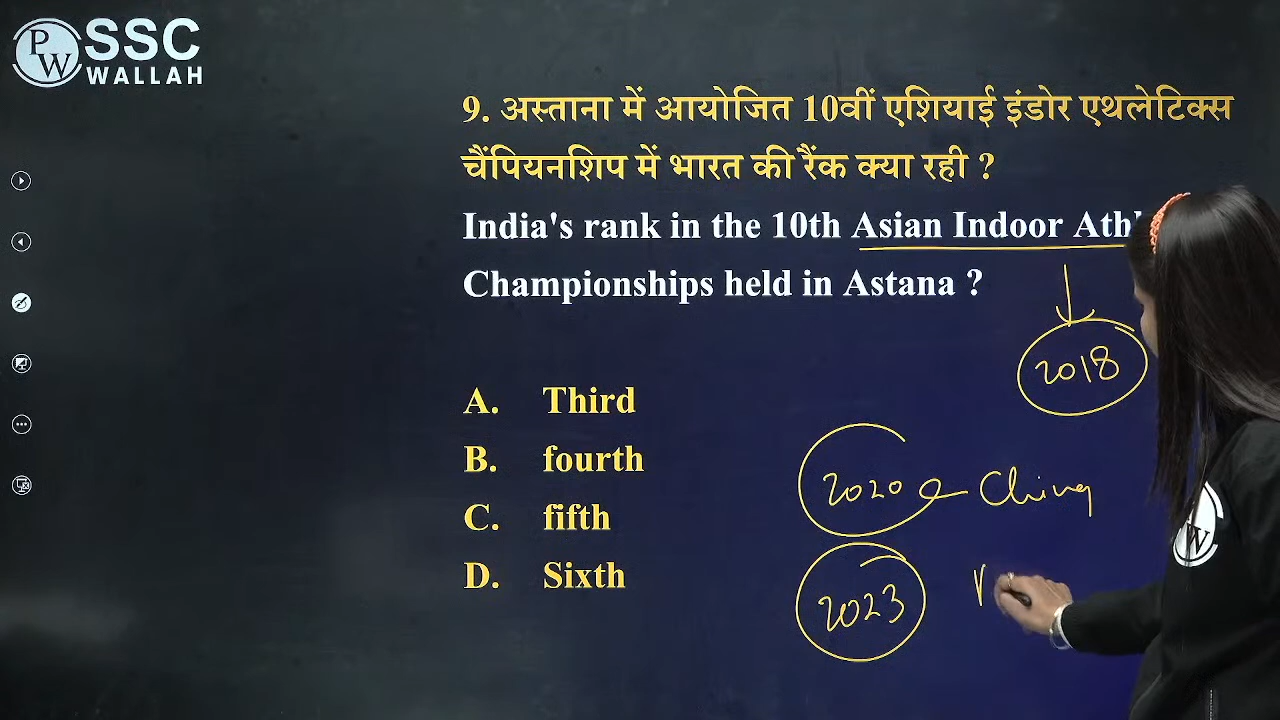 PW SSC
WALLAH
9. अस्ताना में आयोजित 10वीं एशियाई इंडोर एथलेटिक्स
चैंपियनशिप में भारत की रैंक क्या रही ?
India's rank in the 10th Asian Indoor Ath
Championships held in Astana ?
2018
A. Third
B. fourth
C. fifth
D. Sixth
2020 China
2023
W